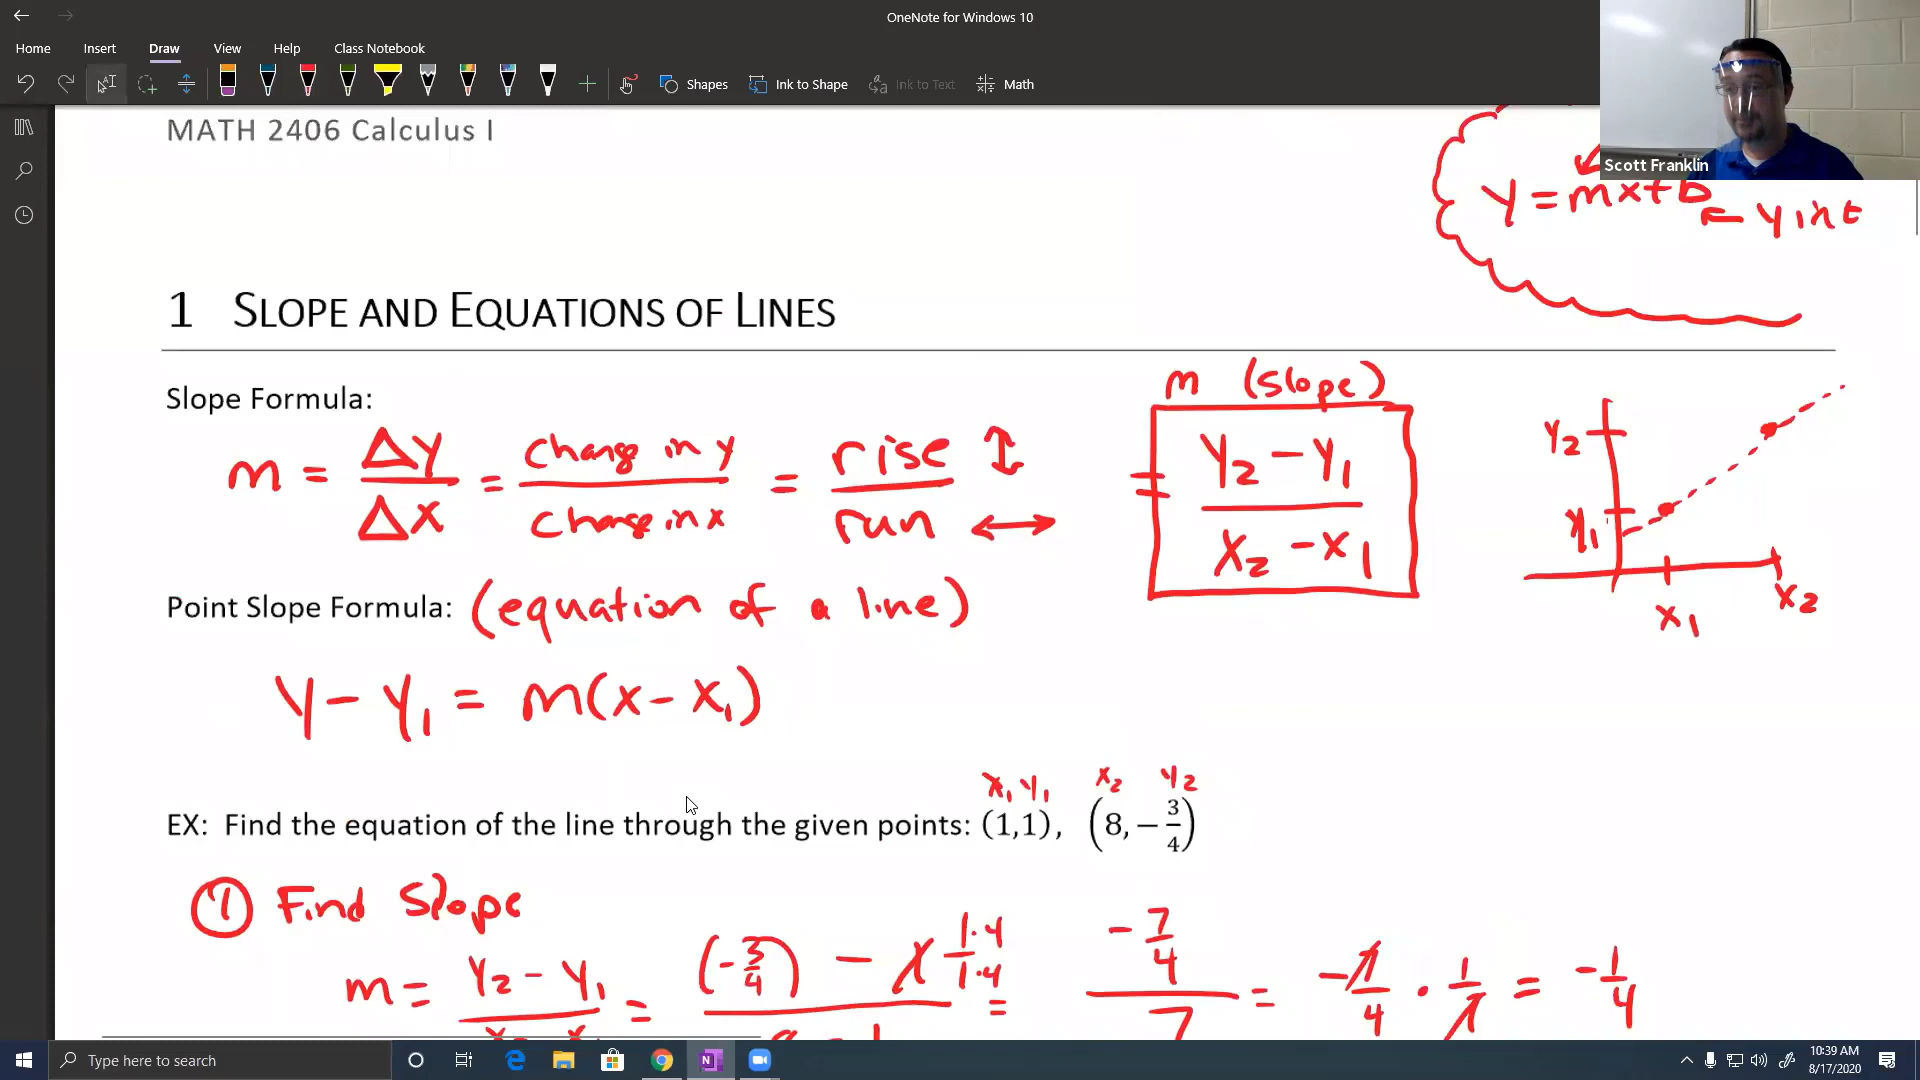 OneNote for Windows 10
Home Insert Draw View Help Class Notebook
Shapes Ink to Shape Ink to Text Math
Scott Franklin
MATH 2406 Calculus I
y = mx+b ← y int
1 SLOPE AND EQUATIONS OF LINES
Slope Formula:
m (slope)
m = Δy/Δx = change in y/change in x = rise ↕/run ↔ = y₂ − y₁/x₂ − x₁
y₂
y₁
x₁ x₂
Point Slope Formula: (equation of a line)
y − y₁ = m(x − x₁)
x₁ y₁ x₂ y₂
EX: Find the equation of the line through the given points: (1,1), (8, −3/4)
① Find Slope
m = y₂ − y₁ = (−3/4) − 1 1·4/1·4 = −7/4/7 = −7/4 · 1/7 = −1/4
Type here to search
10:39 AM
8/17/2020